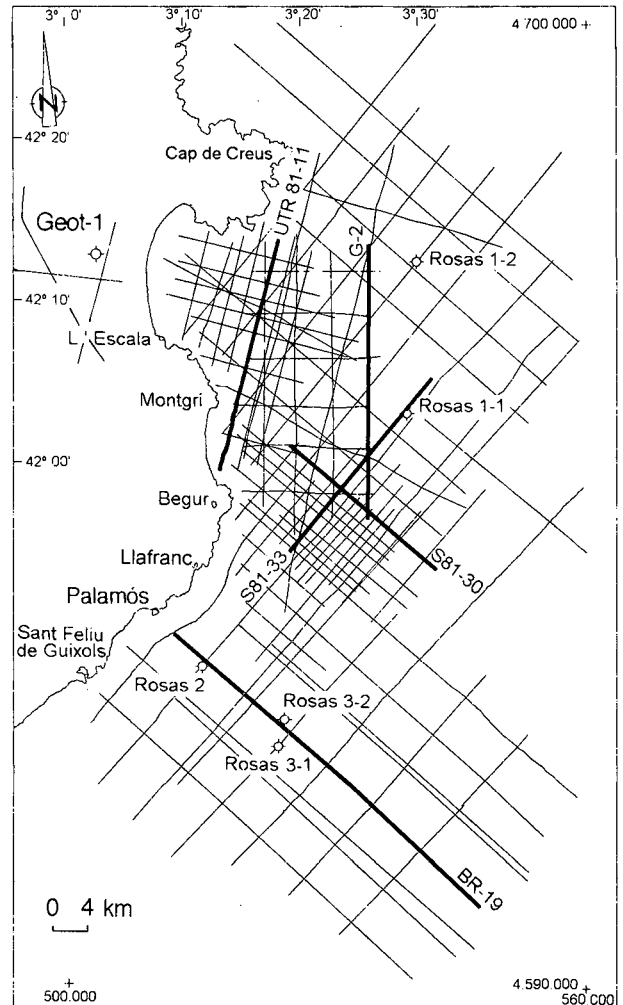 3° 0' 3° 10' 3° 20' 3° 30'
4 700 000 +
N
42° 20'
Cap de Creus
UTR 81-11
Geot-1
G-2
Rosas 1-2
42° 10'
L'Escala
Montgrí
Rosas 1-1
42° 00'
Begur
Llafranc
S81-33
S81-30
Palamós
Sant Feliu
de Guixols
Rosas 2
Rosas 3-2
Rosas 3-1
BR-19
0 4 km
500.000
4.590 000 +
560 000